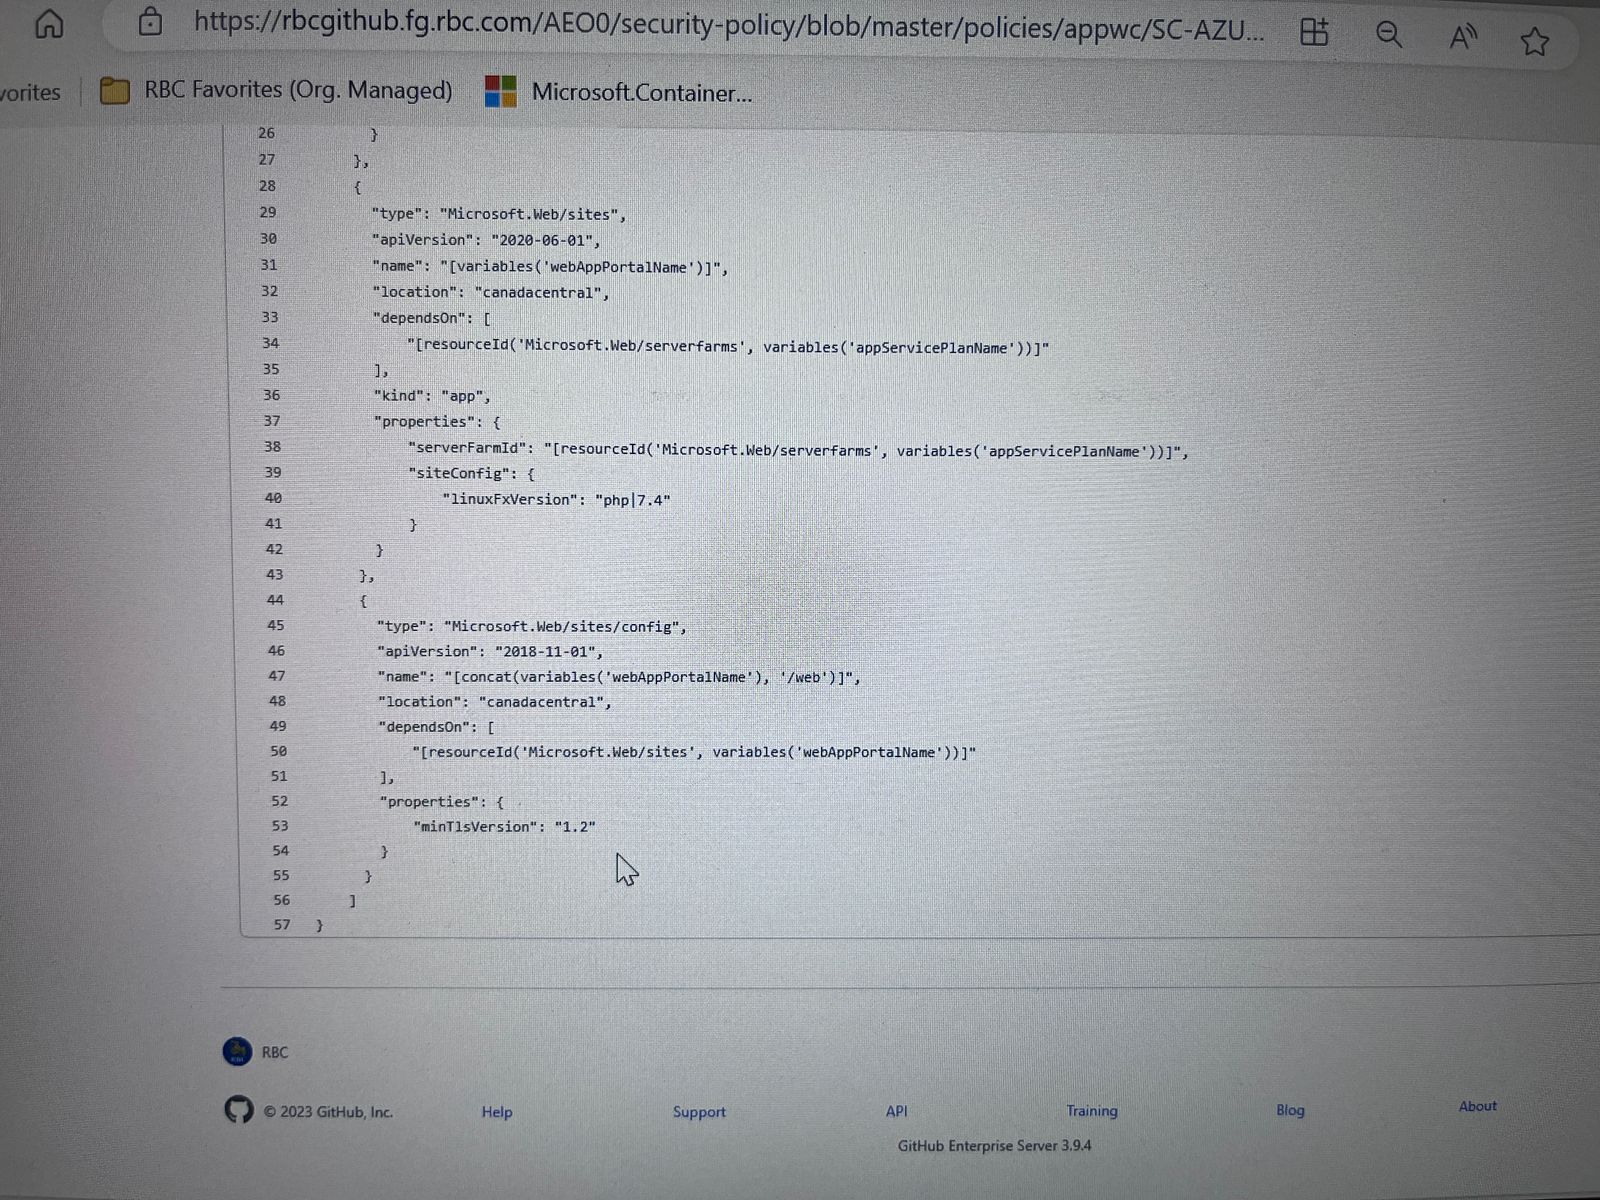 https://rbcgithub.fg.rbc.com/AEO0/security-policy/blob/master/policies/appwc/SC-AZU...
vorites RBC Favorites (Org. Managed) Microsoft.Container...
26 }
27 },
28 {
29 "type": "Microsoft.Web/sites",
30 "apiVersion": "2020-06-01",
31 "name": "[variables('webAppPortalName')]",
32 "location": "canadacentral",
33 "dependsOn": [
34 "[resourceId('Microsoft.Web/serverfarms', variables('appServicePlanName'))]"
35 ],
36 "kind": "app",
37 "properties": {
38 "serverFarmId": "[resourceId('Microsoft.Web/serverfarms', variables('appServicePlanName'))]",
39 "siteConfig": {
40 "linuxFxVersion": "php|7.4"
41 }
42 }
43 },
44 {
45 "type": "Microsoft.Web/sites/config",
46 "apiVersion": "2018-11-01",
47 "name": "[concat(variables('webAppPortalName'), '/web')]",
48 "location": "canadacentral",
49 "dependsOn": [
50 "[resourceId('Microsoft.Web/sites', variables('webAppPortalName'))]"
51 ],
52 "properties": {
53 "minTlsVersion": "1.2"
54 }
55 }
56 ]
57 }
RBC
© 2023 GitHub, Inc. Help Support API Training Blog About
GitHub Enterprise Server 3.9.4